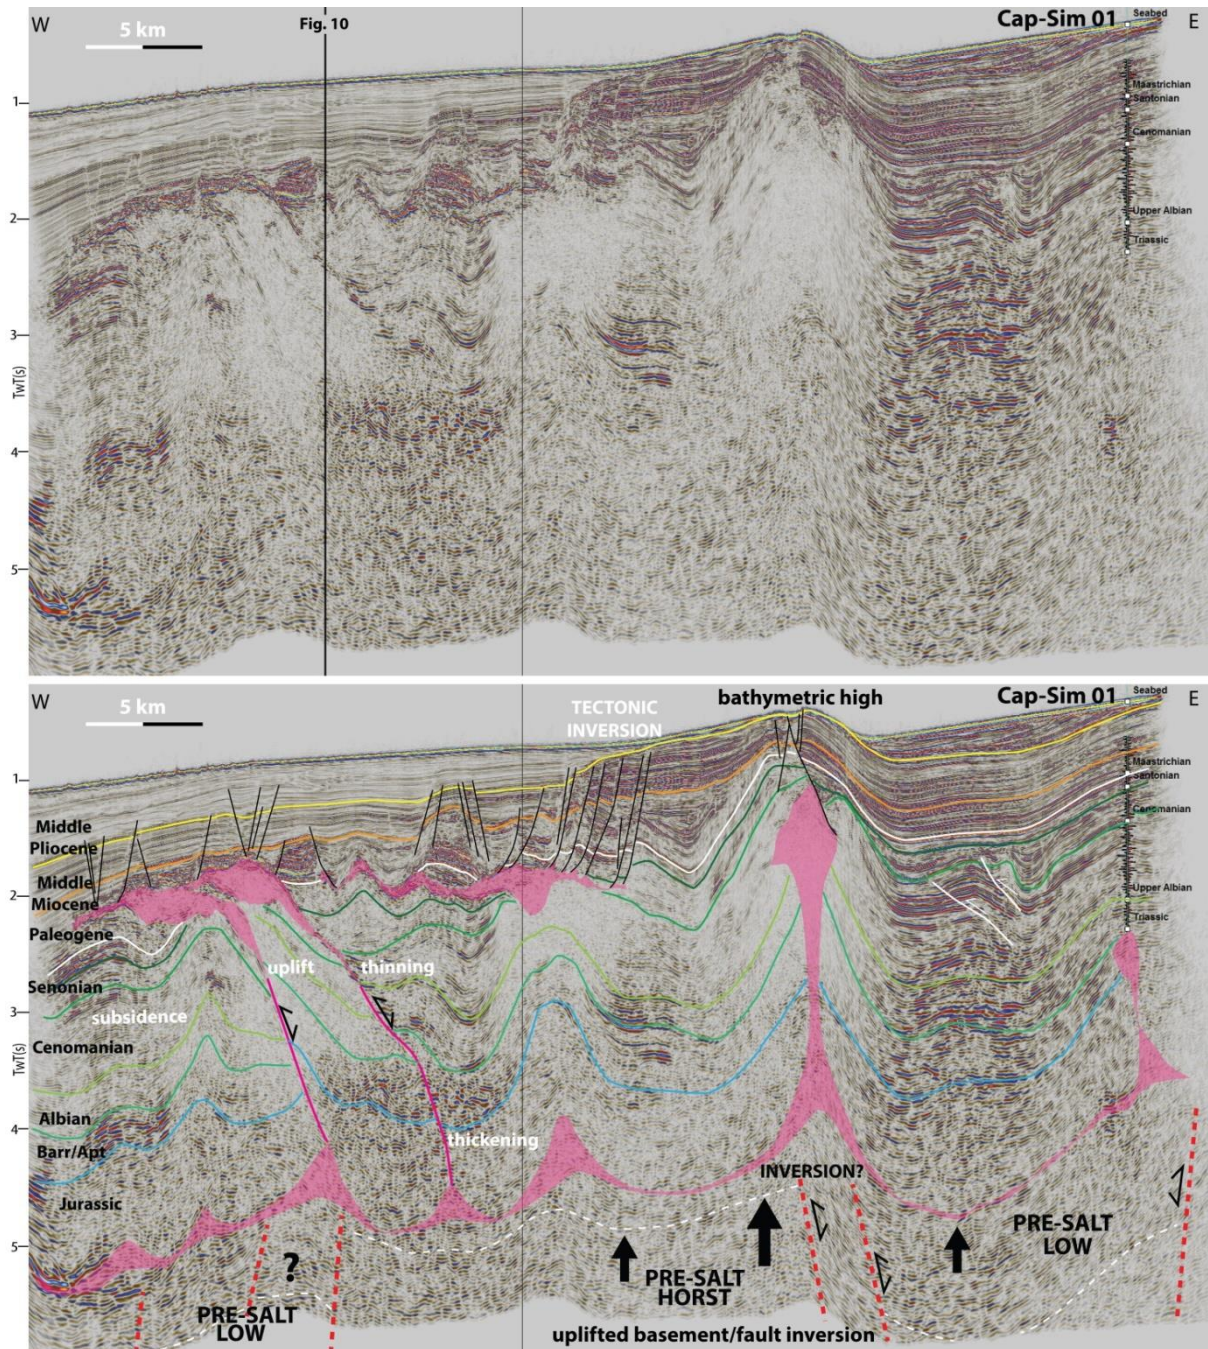 W
5 km
Fig. 10
Cap-Sim 01
Seabed
E
Maastrichian
Santonian
Cenomanian
Upper Albian
Triassic
1
2
3
TwT(s)
4
5
W
5 km
TECTONIC
INVERSION
bathymetric high
Cap-Sim 01
Seabed
E
Maastrichian
Santonian
Cenomanian
Upper Albian
Triassic
1
Middle
Pliocene
Middle
2
Miocene
Paleogene
uplift
thinning
Senonian
3
subsidence
Cenomanian
TwT(s)
Albian
4
thickening
Barr/Apt
INVERSION?
Jurassic
5
?
PRE-SALT
LOW
PRE-SALT
HORST
PRE-SALT
LOW
uplifted basement/fault inversion